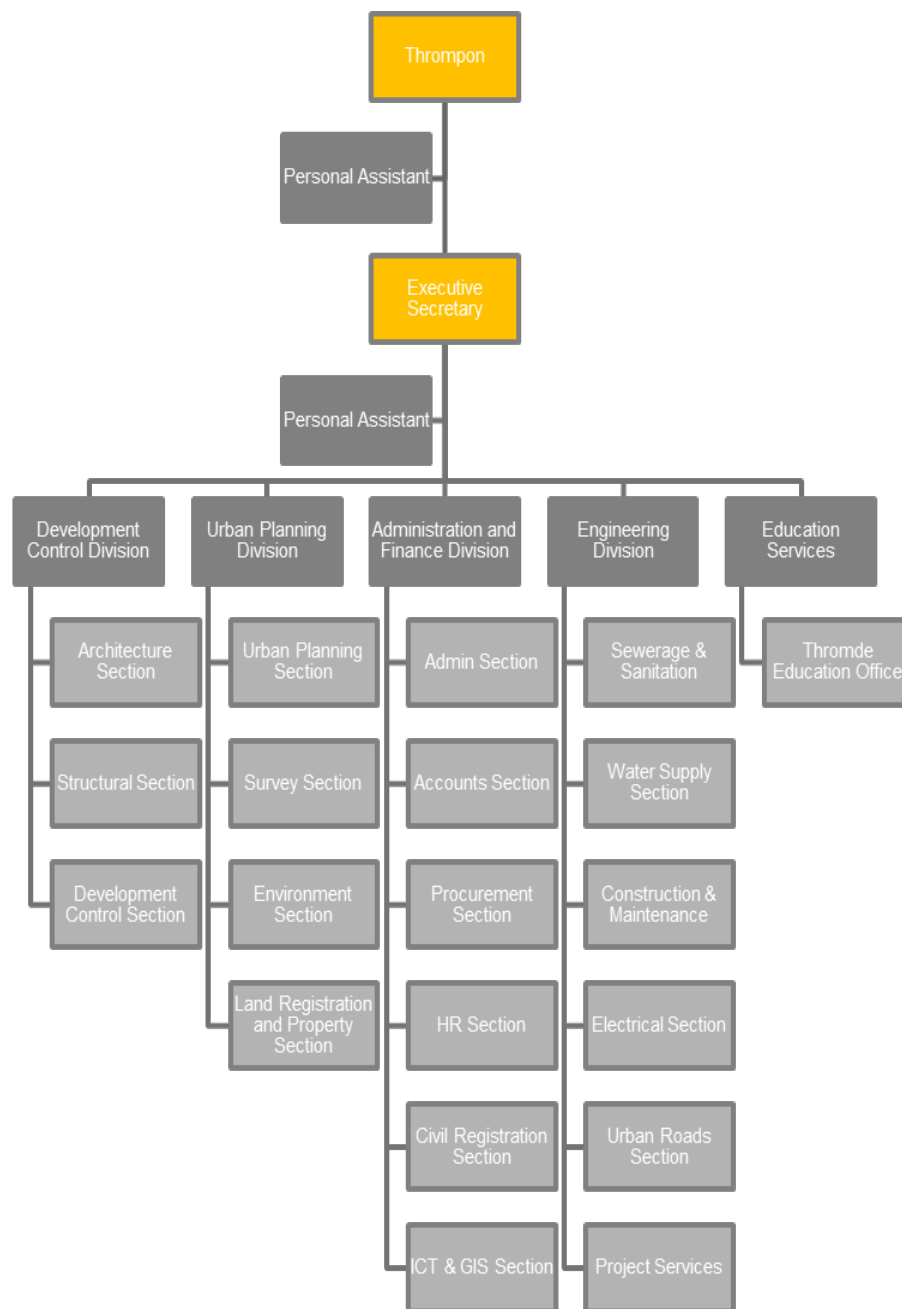 Thrompon
Personal Assistant
Executive
Secretary
Personal Assistant
Development
Control Division
Urban Planning
Division
Administration and
Finance Division
Engineering
Division
Education
Services
Architecture
Section
Structural Section
Development
Control Section
Urban Planning
Section
Survey Section
Environment
Section
Land Registration
and Property
Section
Admin Section
Accounts Section
Procurement
Section
HR Section
Civil Registration
Section
ICT & GIS Section
Sewerage &
Sanitation
Water Supply
Section
Construction &
Maintenance
Electrical Section
Urban Roads
Section
Project Services
Thromde
Education Office